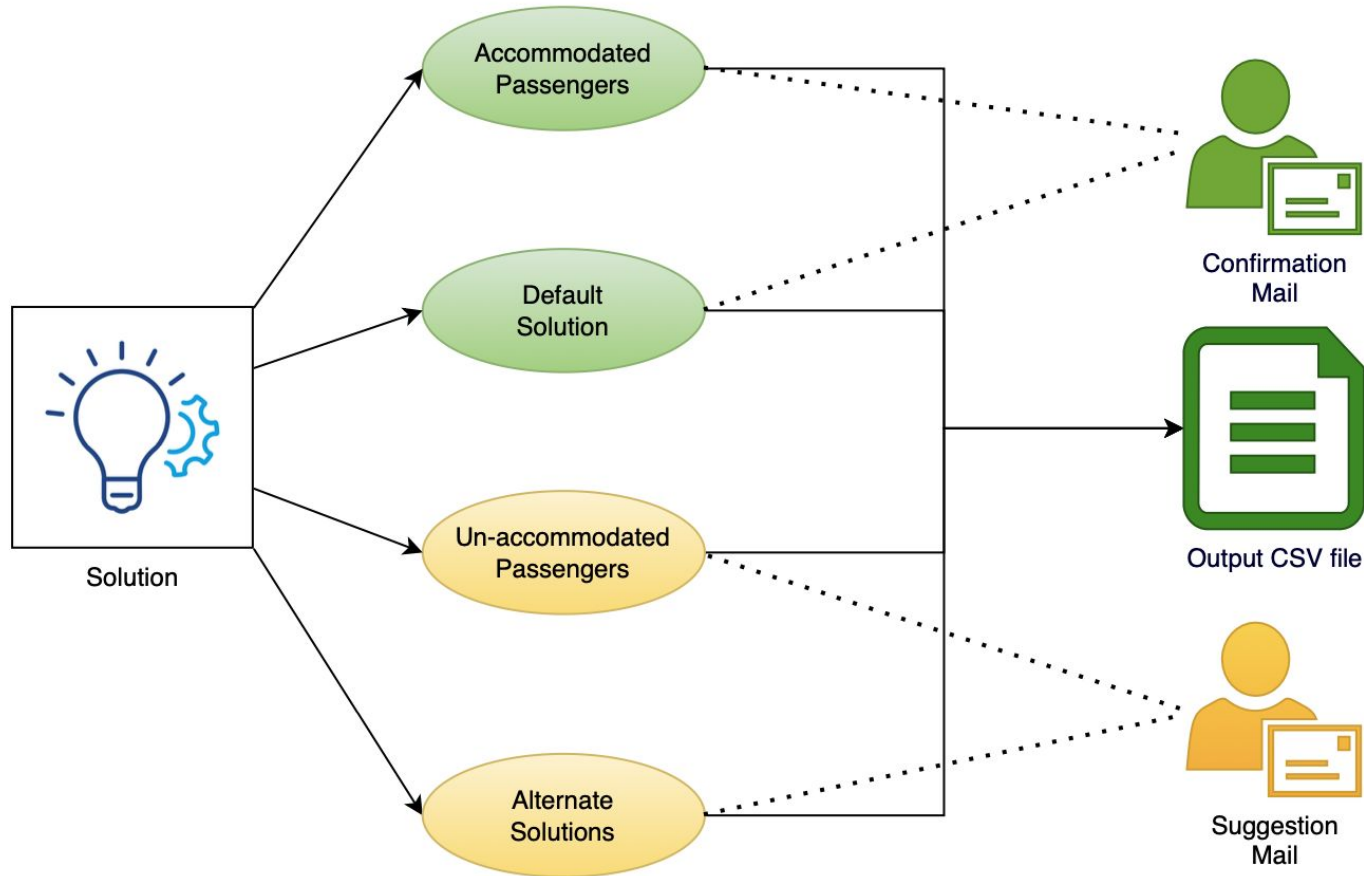 Accommodated
Passengers
Default
Solution
Un-accommodated
Passengers
Alternate
Solutions
Solution
Confirmation
Mail
Output CSV file
Suggestion
Mail